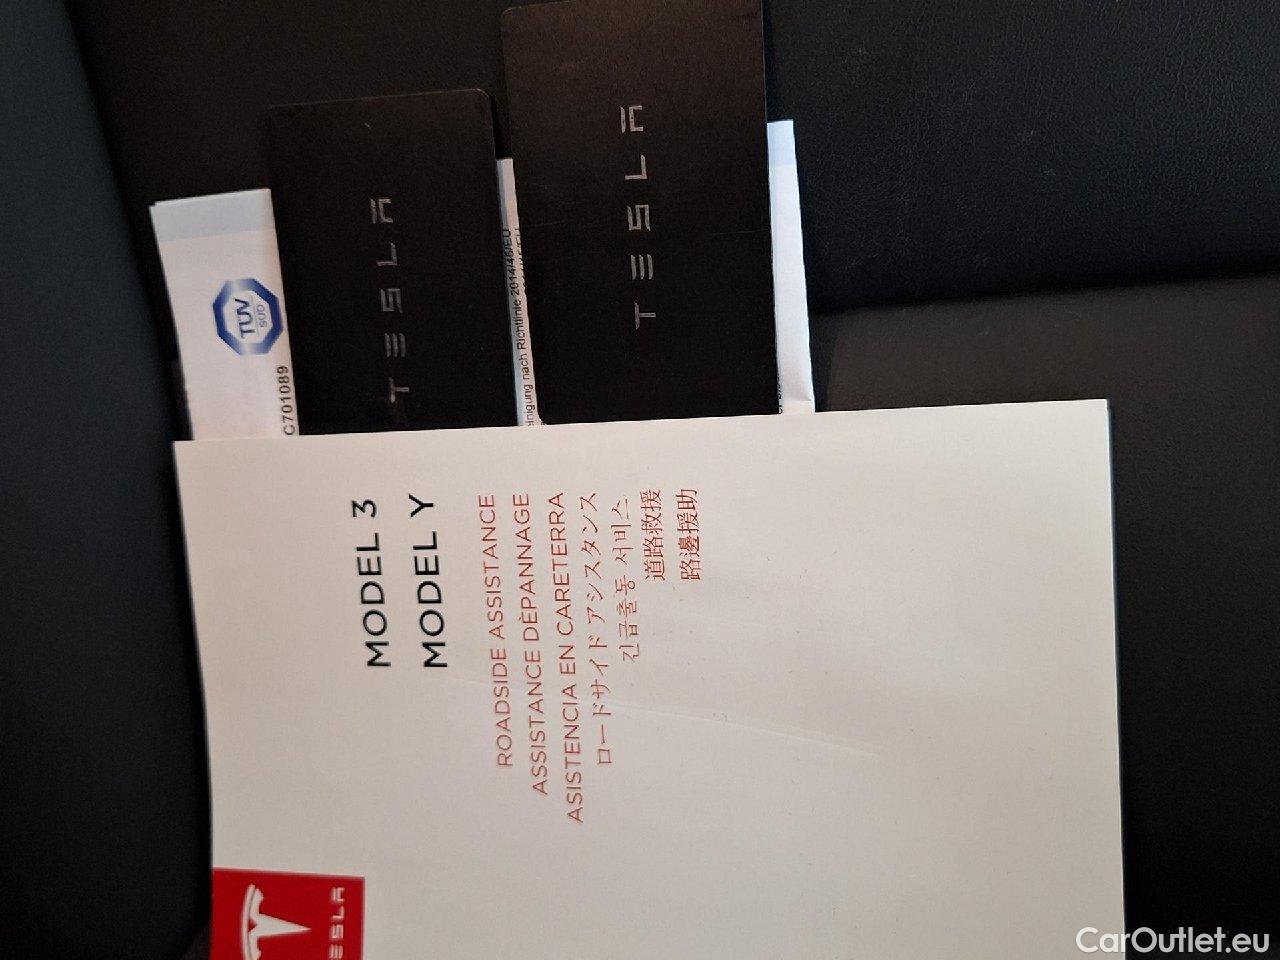 TESLA
TESLA
TÜV
SÜD
C701089
einigung nach Richtlinie 2014/45/EU
MODEL 3
MODEL Y
ROADSIDE ASSISTANCE
ASSISTANCE DÉPANNAGE
ASISTENCIA EN CARETERRA
ロードサイド アシスタンス
긴급출동 서비스
道路救援
路邊援助
TESLA
CarOutlet.eu